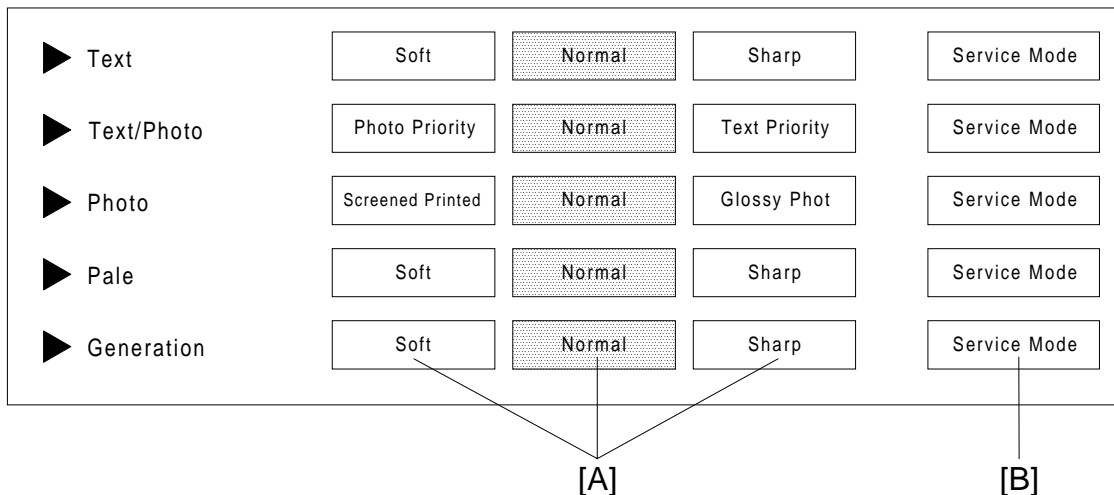 Text Soft Normal Sharp Service Mode
Text/Photo Photo Priority Normal Text Priority Service Mode
Photo Screened Printed Normal Glossy Phot Service Mode
Pale Soft Normal Sharp Service Mode
Generation Soft Normal Sharp Service Mode
[A] [B]